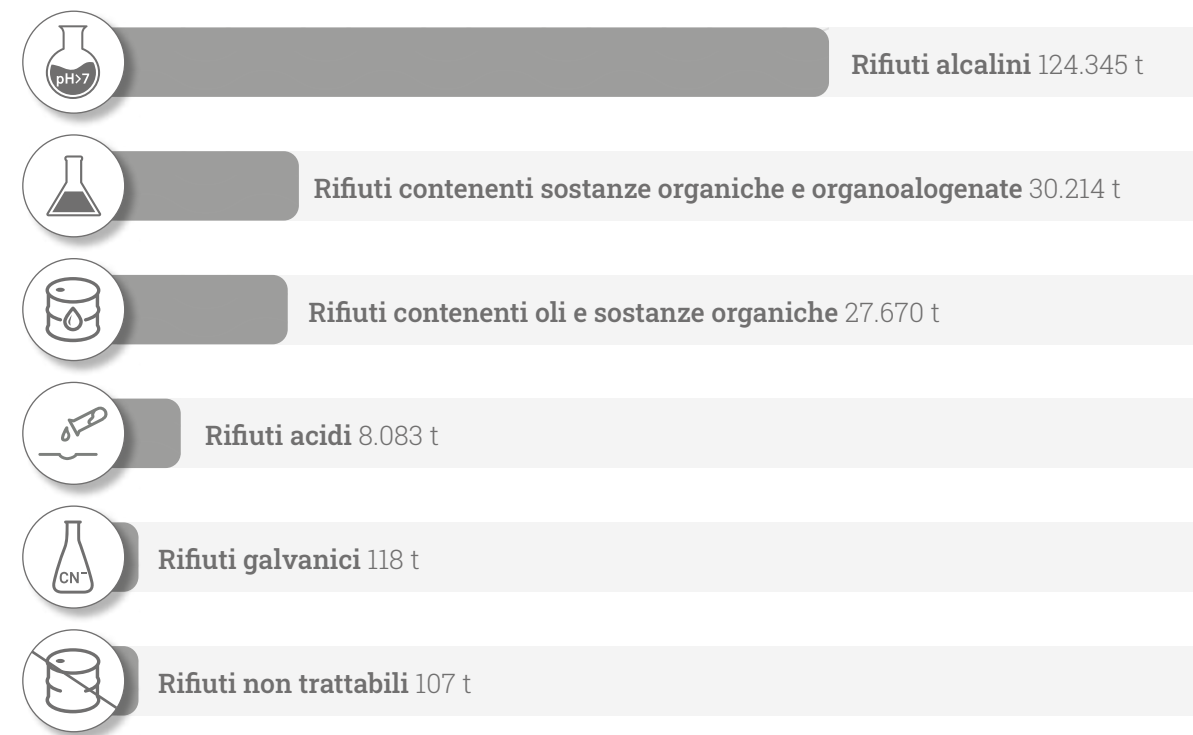 pH>7
Rifiuti alcalini 124.345 t
Rifiuti contenenti sostanze organiche e organoalogenate 30.214 t
Rifiuti contenenti oli e sostanze organiche 27.670 t
Rifiuti acidi 8.083 t
CN⁻
Rifiuti galvanici 118 t
Rifiuti non trattabili 107 t